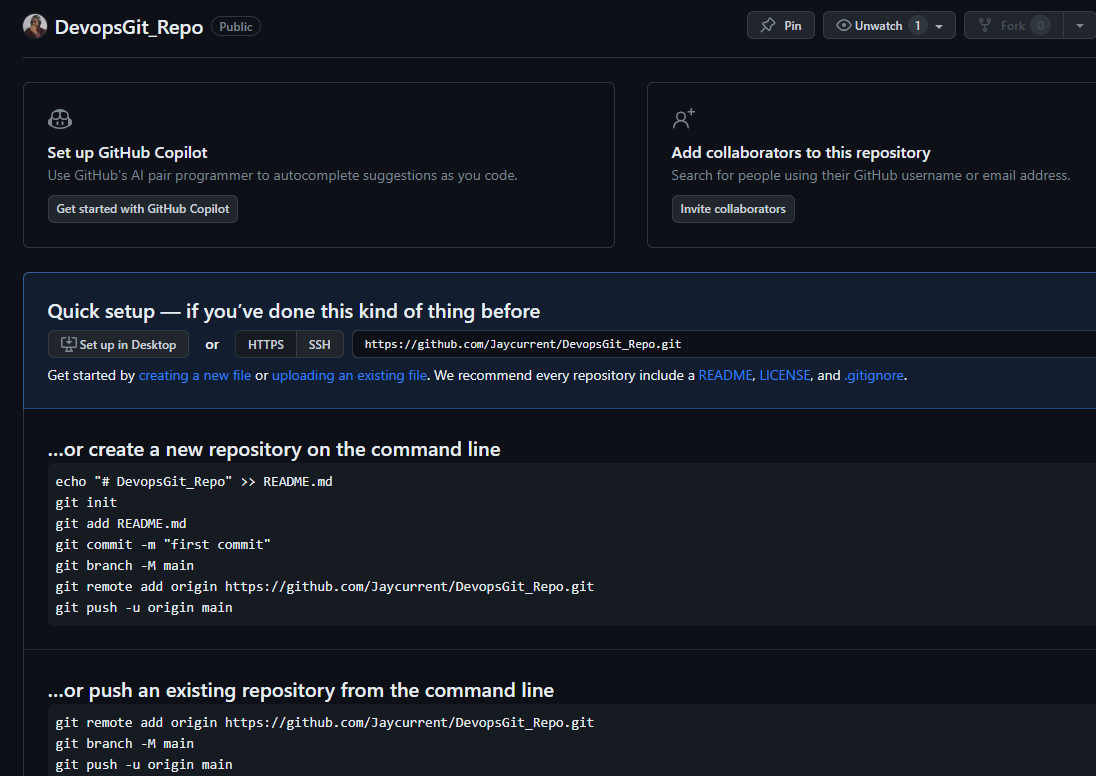 DevopsGit_Repo Public
Pin
Unwatch 1
Fork 0
Set up GitHub Copilot
Use GitHub's AI pair programmer to autocomplete suggestions as you code.
Get started with GitHub Copilot
Add collaborators to this repository
Search for people using their GitHub username or email address.
Invite collaborators
Quick setup — if you’ve done this kind of thing before
Set up in Desktop or HTTPS SSH https://github.com/Jaycurrent/DevopsGit_Repo.git
Get started by creating a new file or uploading an existing file. We recommend every repository include a README, LICENSE, and .gitignore.
…or create a new repository on the command line
echo "# DevopsGit_Repo" >> README.md
git init
git add README.md
git commit -m "first commit"
git branch -M main
git remote add origin https://github.com/Jaycurrent/DevopsGit_Repo.git
git push -u origin main
…or push an existing repository from the command line
git remote add origin https://github.com/Jaycurrent/DevopsGit_Repo.git
git branch -M main
git push -u origin main